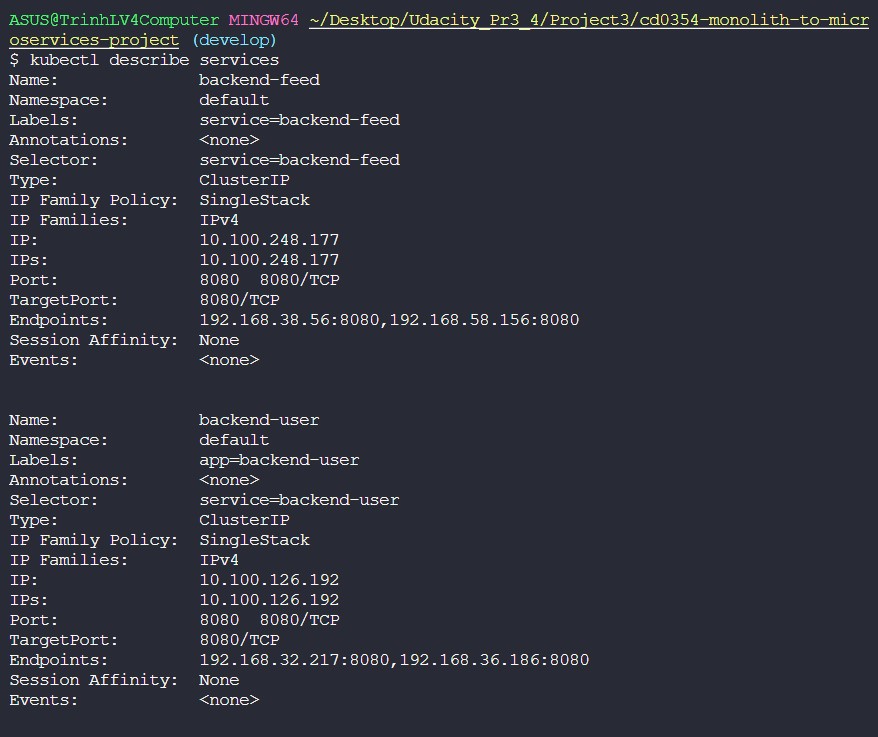 ASUS@TrinhLV4Computer MINGW64 ~/Desktop/Udacity_Pr3_4/Project3/cd0354-monolith-to-micr
oservices-project (develop)
$ kubectl describe services
Name:              backend-feed
Namespace:         default
Labels:            service=backend-feed
Annotations:       <none>
Selector:          service=backend-feed
Type:              ClusterIP
IP Family Policy:  SingleStack
IP Families:       IPv4
IP:                10.100.248.177
IPs:               10.100.248.177
Port:              8080  8080/TCP
TargetPort:        8080/TCP
Endpoints:         192.168.38.56:8080,192.168.58.156:8080
Session Affinity:  None
Events:            <none>

Name:              backend-user
Namespace:         default
Labels:            app=backend-user
Annotations:       <none>
Selector:          service=backend-user
Type:              ClusterIP
IP Family Policy:  SingleStack
IP Families:       IPv4
IP:                10.100.126.192
IPs:               10.100.126.192
Port:              8080  8080/TCP
TargetPort:        8080/TCP
Endpoints:         192.168.32.217:8080,192.168.36.186:8080
Session Affinity:  None
Events:            <none>